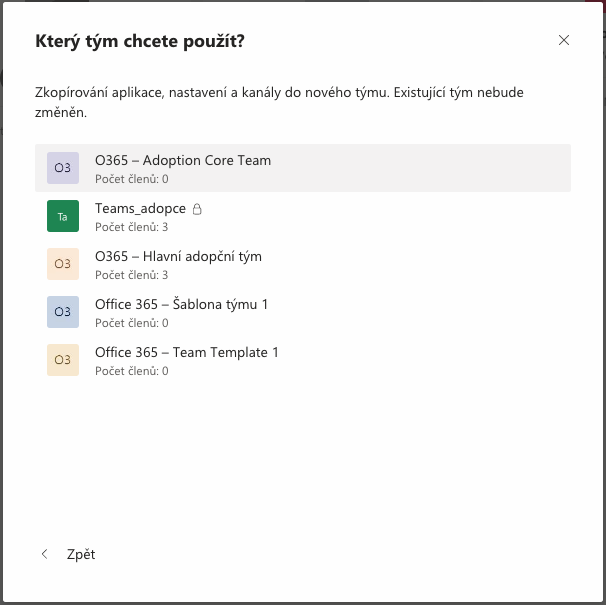 Který tým chcete použít?
Zkopírování aplikace, nastavení a kanály do nového týmu. Existující tým nebude
změněn.
O3
O365 – Adoption Core Team
Počet členů: 0
Ta
Teams_adopce
Počet členů: 3
O3
O365 – Hlavní adopční tým
Počet členů: 3
O3
Office 365 – Šablona týmu 1
Počet členů: 0
O3
Office 365 – Team Template 1
Počet členů: 0
Zpět